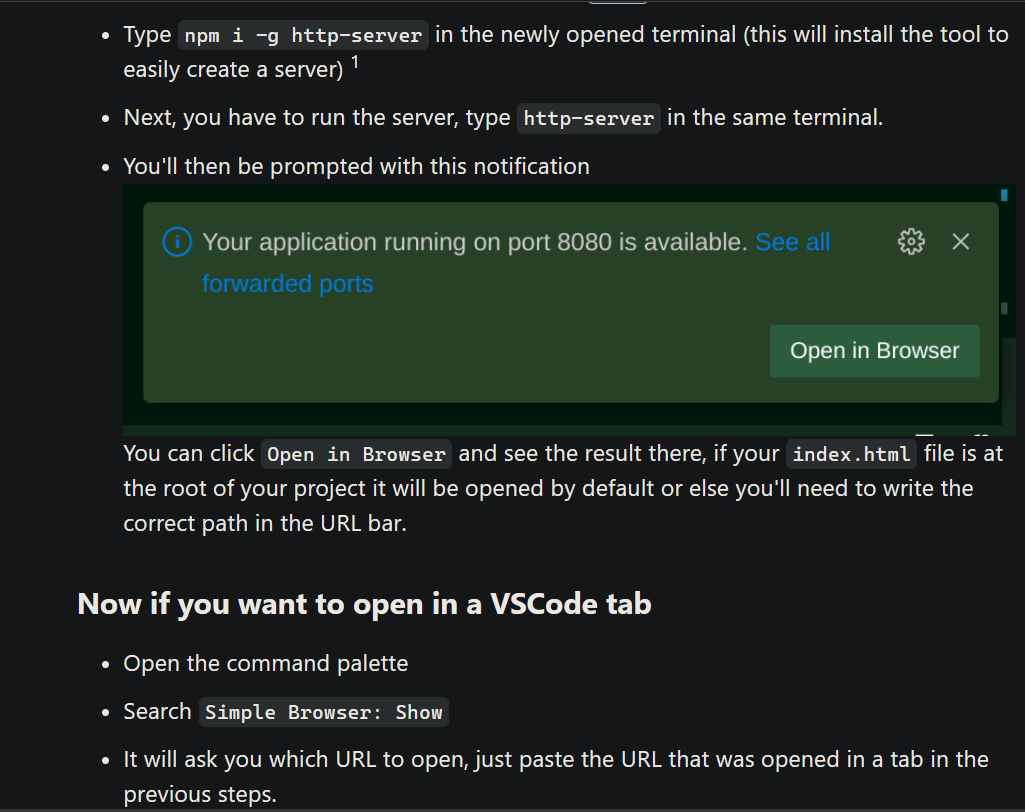 Type npm i -g http-server in the newly opened terminal (this will install the tool to
easily create a server) 1
Next, you have to run the server, type http-server in the same terminal.
You'll then be prompted with this notification
Your application running on port 8080 is available. See all
forwarded ports
Open in Browser
You can click Open in Browser and see the result there, if your index.html file is at
the root of your project it will be opened by default or else you'll need to write the
correct path in the URL bar.
Now if you want to open in a VSCode tab
Open the command palette
Search Simple Browser: Show
It will ask you which URL to open, just paste the URL that was opened in a tab in the
previous steps.